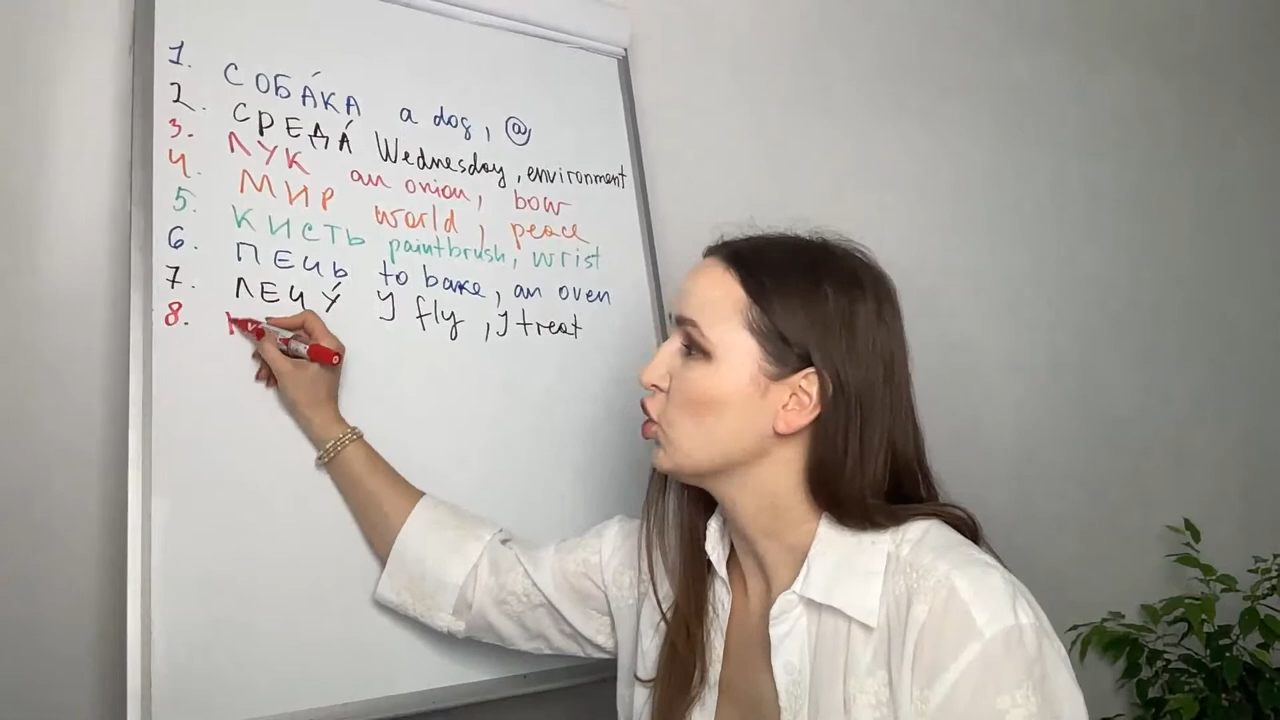 1. СОБА́КА a dog, @
2. СРЕДА́ Wednesday, environment
3. ЛУК an onion, bow
4. МИР world, peace
5. КИСТЬ paintbrush, wrist
6. ПЕЧЬ to bake, an oven
7. ЛЕЧУ́ I fly, I treat
8.